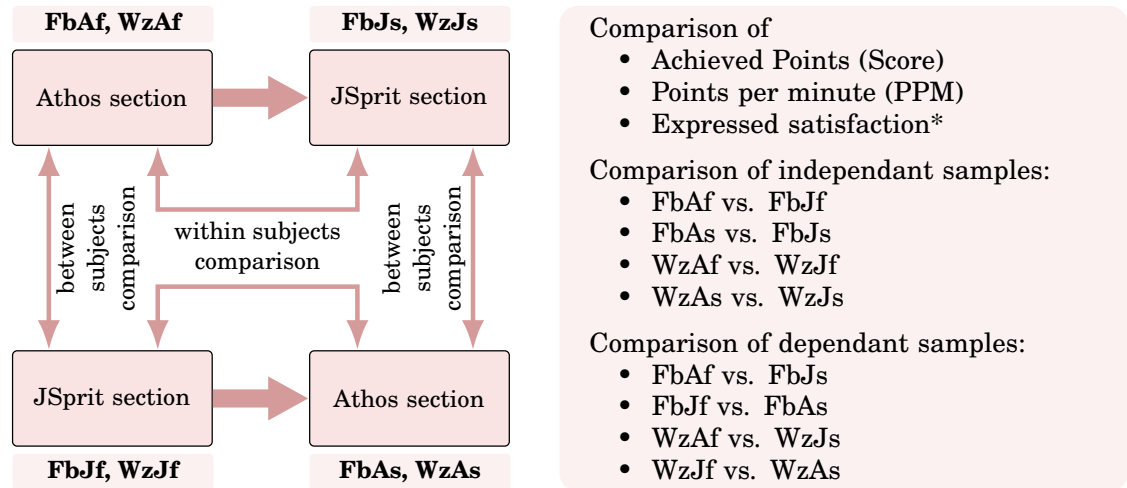 FbAf, WzAf
FbJs, WzJs
Athos section
JSprit section
between
subjects
comparison
within subjects
comparison
between
subjects
comparison
JSprit section
Athos section
FbJf, WzJf
FbAs, WzAs
Comparison of
• Achieved Points (Score)
• Points per minute (PPM)
• Expressed satisfaction*
Comparison of independant samples:
• FbAf vs. FbJf
• FbAs vs. FbJs
• WzAf vs. WzJf
• WzAs vs. WzJs
Comparison of dependant samples:
• FbAf vs. FbJs
• FbJf vs. FbAs
• WzAf vs. WzJs
• WzJf vs. WzAs